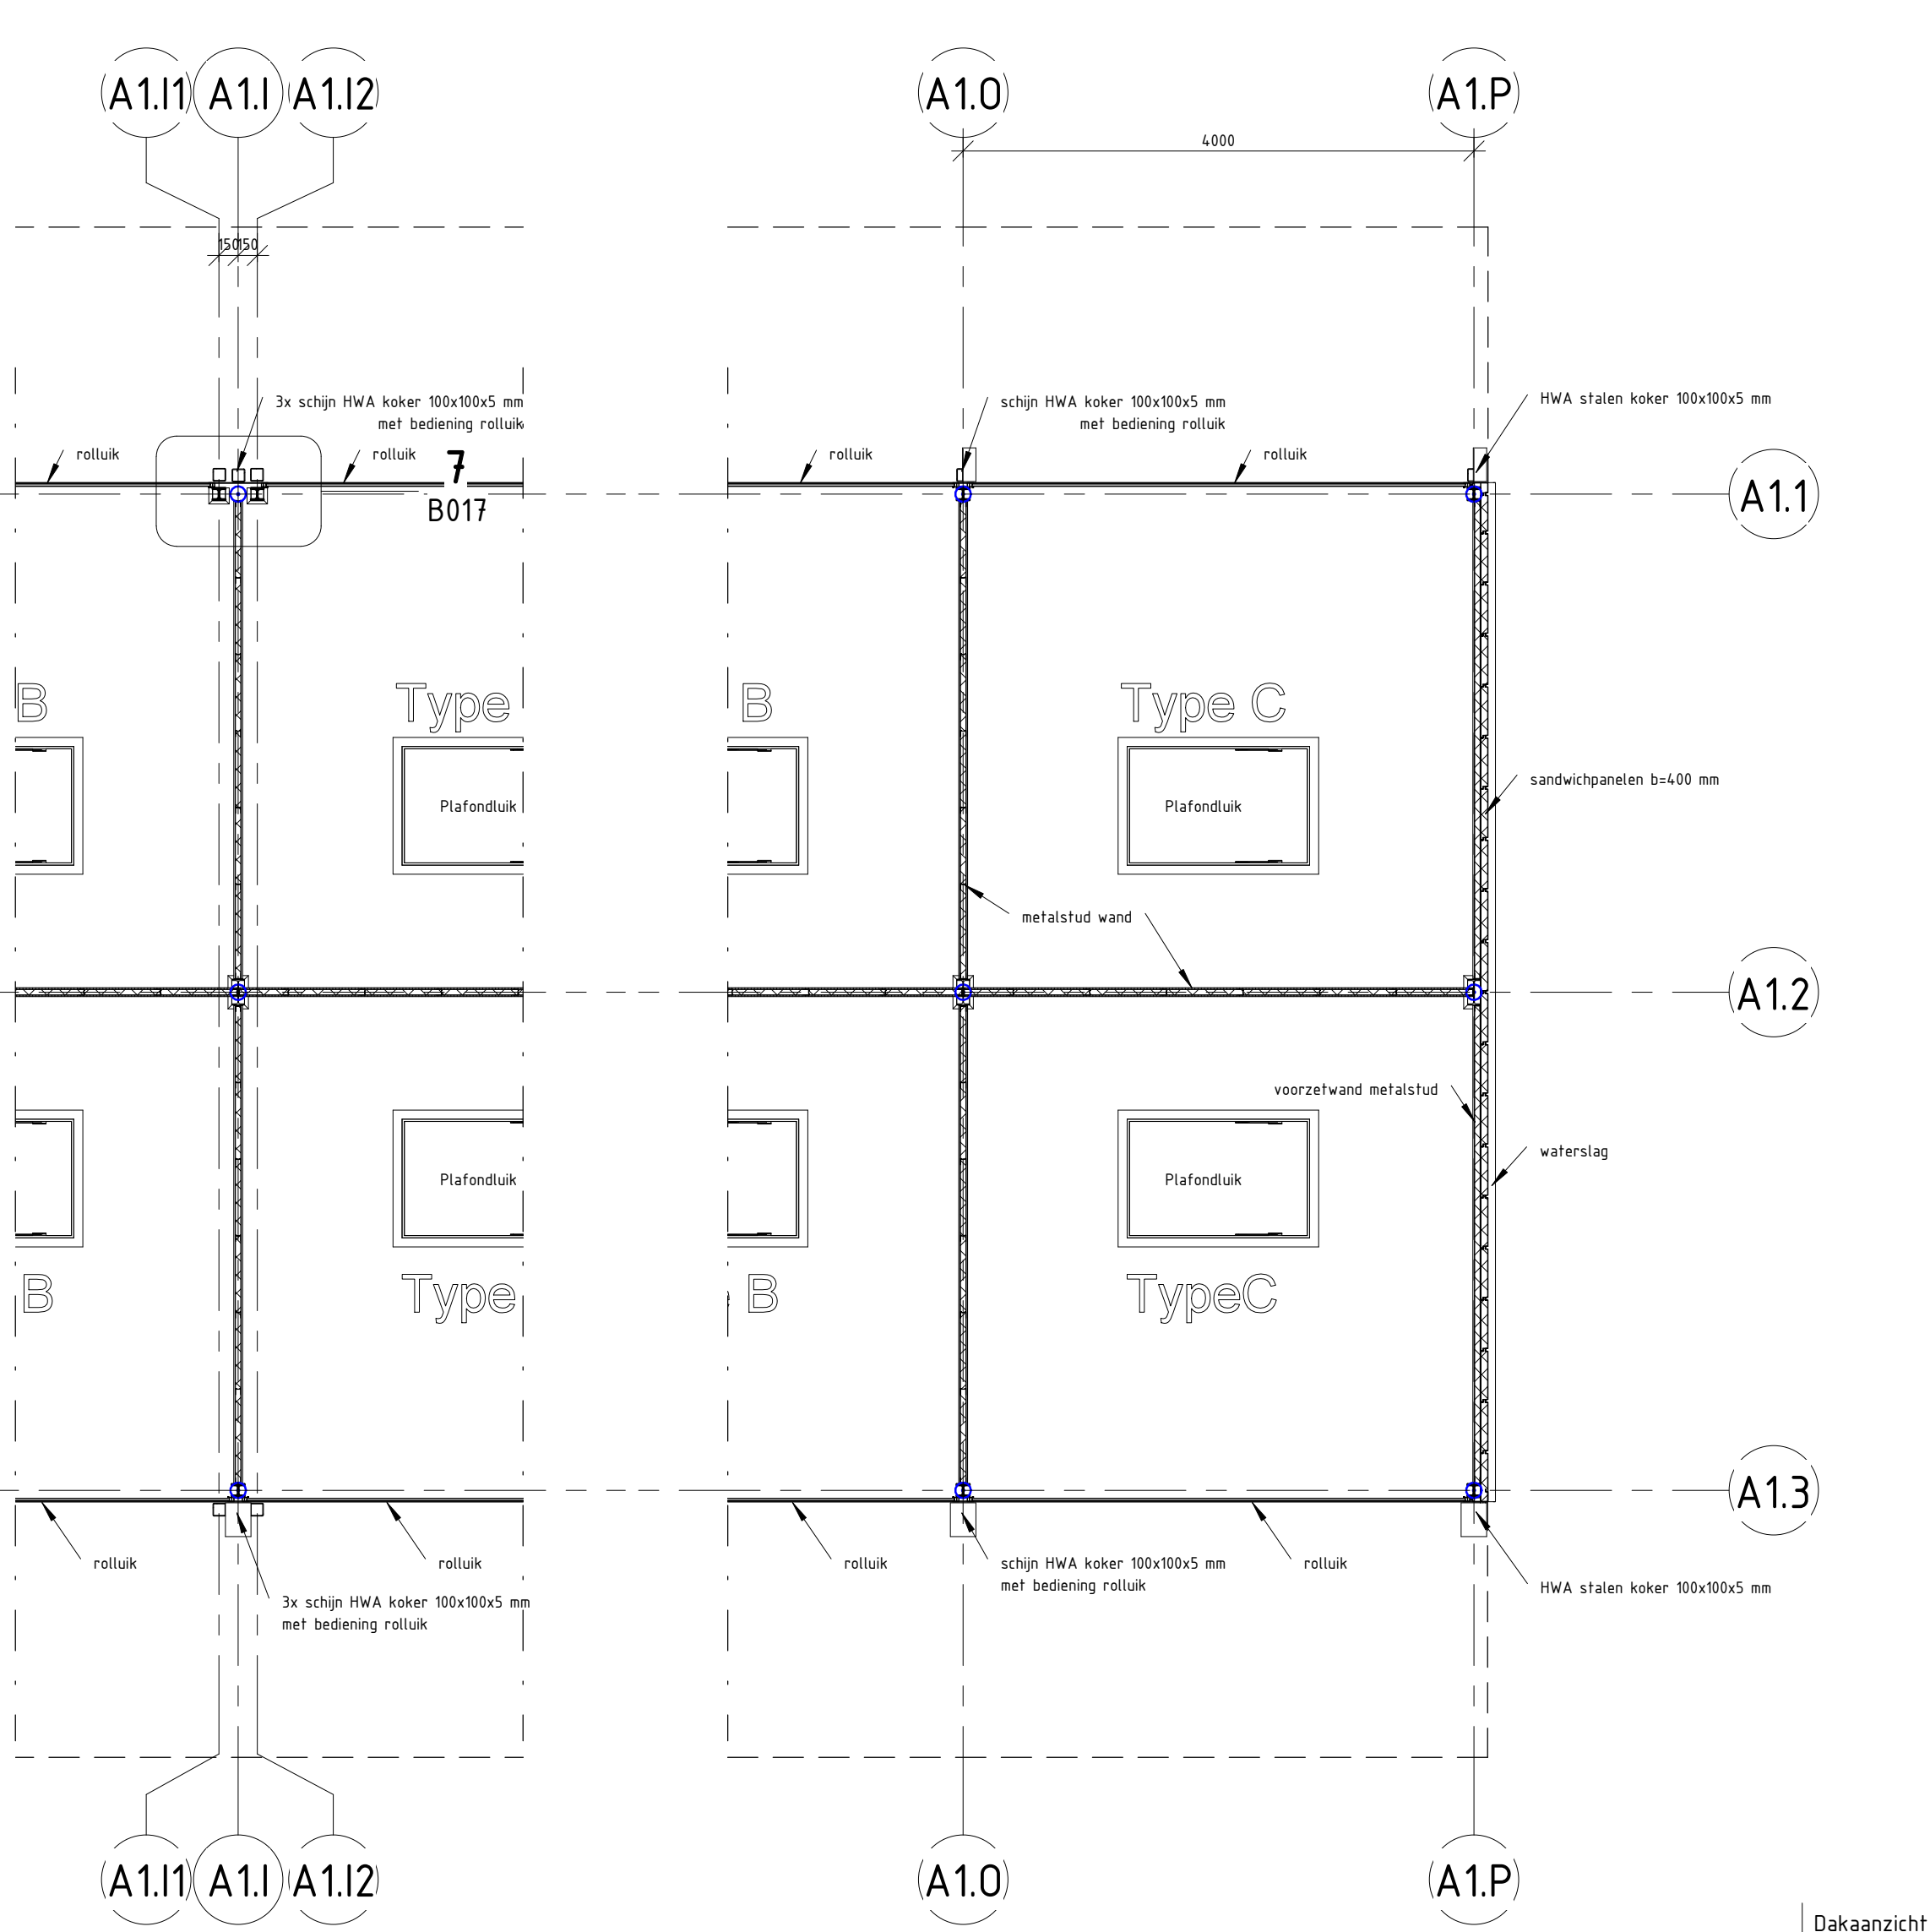 A1.I1 A1.I A1.I2 A1.O A1.P
4000
150 150
3x schijn HWA koker 100x100x5 mm
met bediening rolluik
schijn HWA koker 100x100x5 mm
met bediening rolluik
HWA stalen koker 100x100x5 mm
rolluik
rolluik
7
B017
rolluik
rolluik
A1.1
B
Type
B
Type C
Plafondluik
Plafondluik
sandwichpanelen b=400 mm
metalstud wand
A1.2
voorzetwand metalstud
waterslag
Plafondluik
Plafondluik
B
Type
B
TypeC
A1.3
rolluik
rolluik
rolluik
schijn HWA koker 100x100x5 mm
met bediening rolluik
rolluik
HWA stalen koker 100x100x5 mm
3x schijn HWA koker 100x100x5 mm
met bediening rolluik
A1.I1 A1.I A1.I2 A1.O A1.P
Dakaanzicht